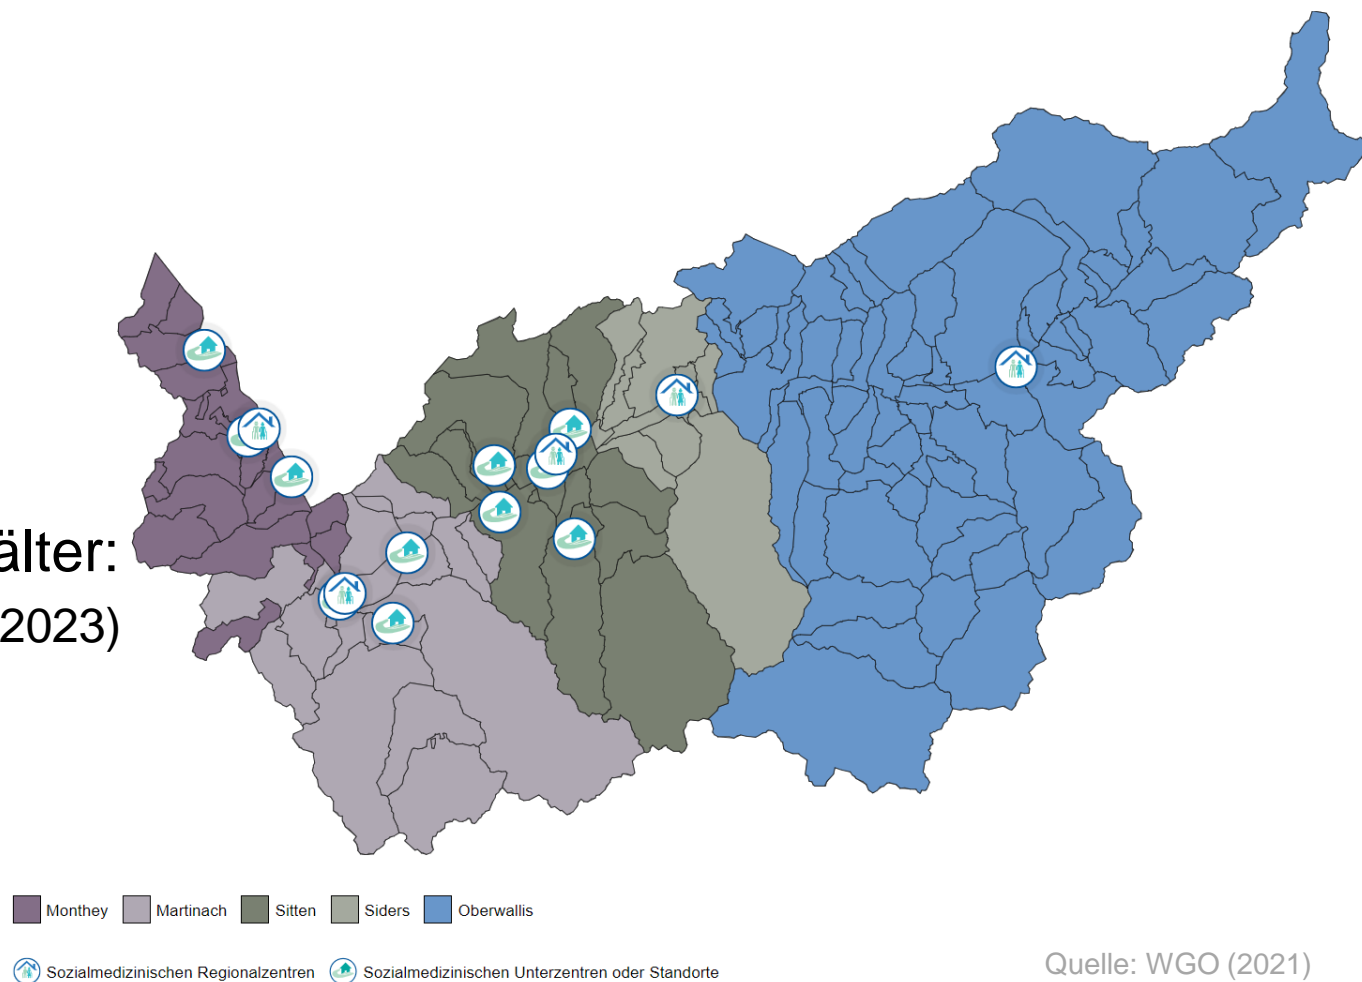 älter:
2023)
Monthey Martinach Sitten Siders Oberwallis
Sozialmedizinischen Regionalzentren Sozialmedizinischen Unterzentren oder Standorte
Quelle: WGO (2021)